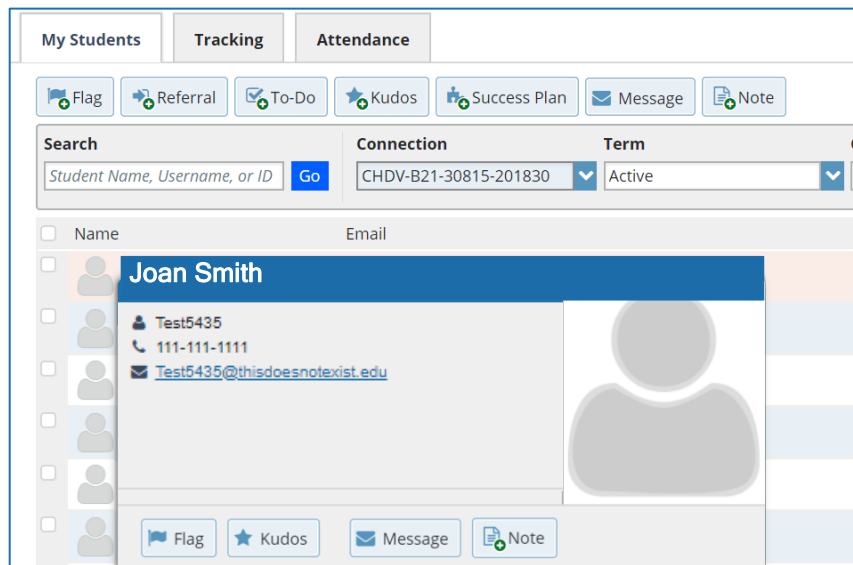 My Students Tracking Attendance
Flag Referral To-Do Kudos Success Plan Message Note
Search Connection Term
Student Name, Username, or ID Go CHDV-B21-30815-201830 Active
Name Email
Joan Smith
Test5435
111-111-1111
Test5435@thisdoesnotexist.edu
Flag Kudos Message Note